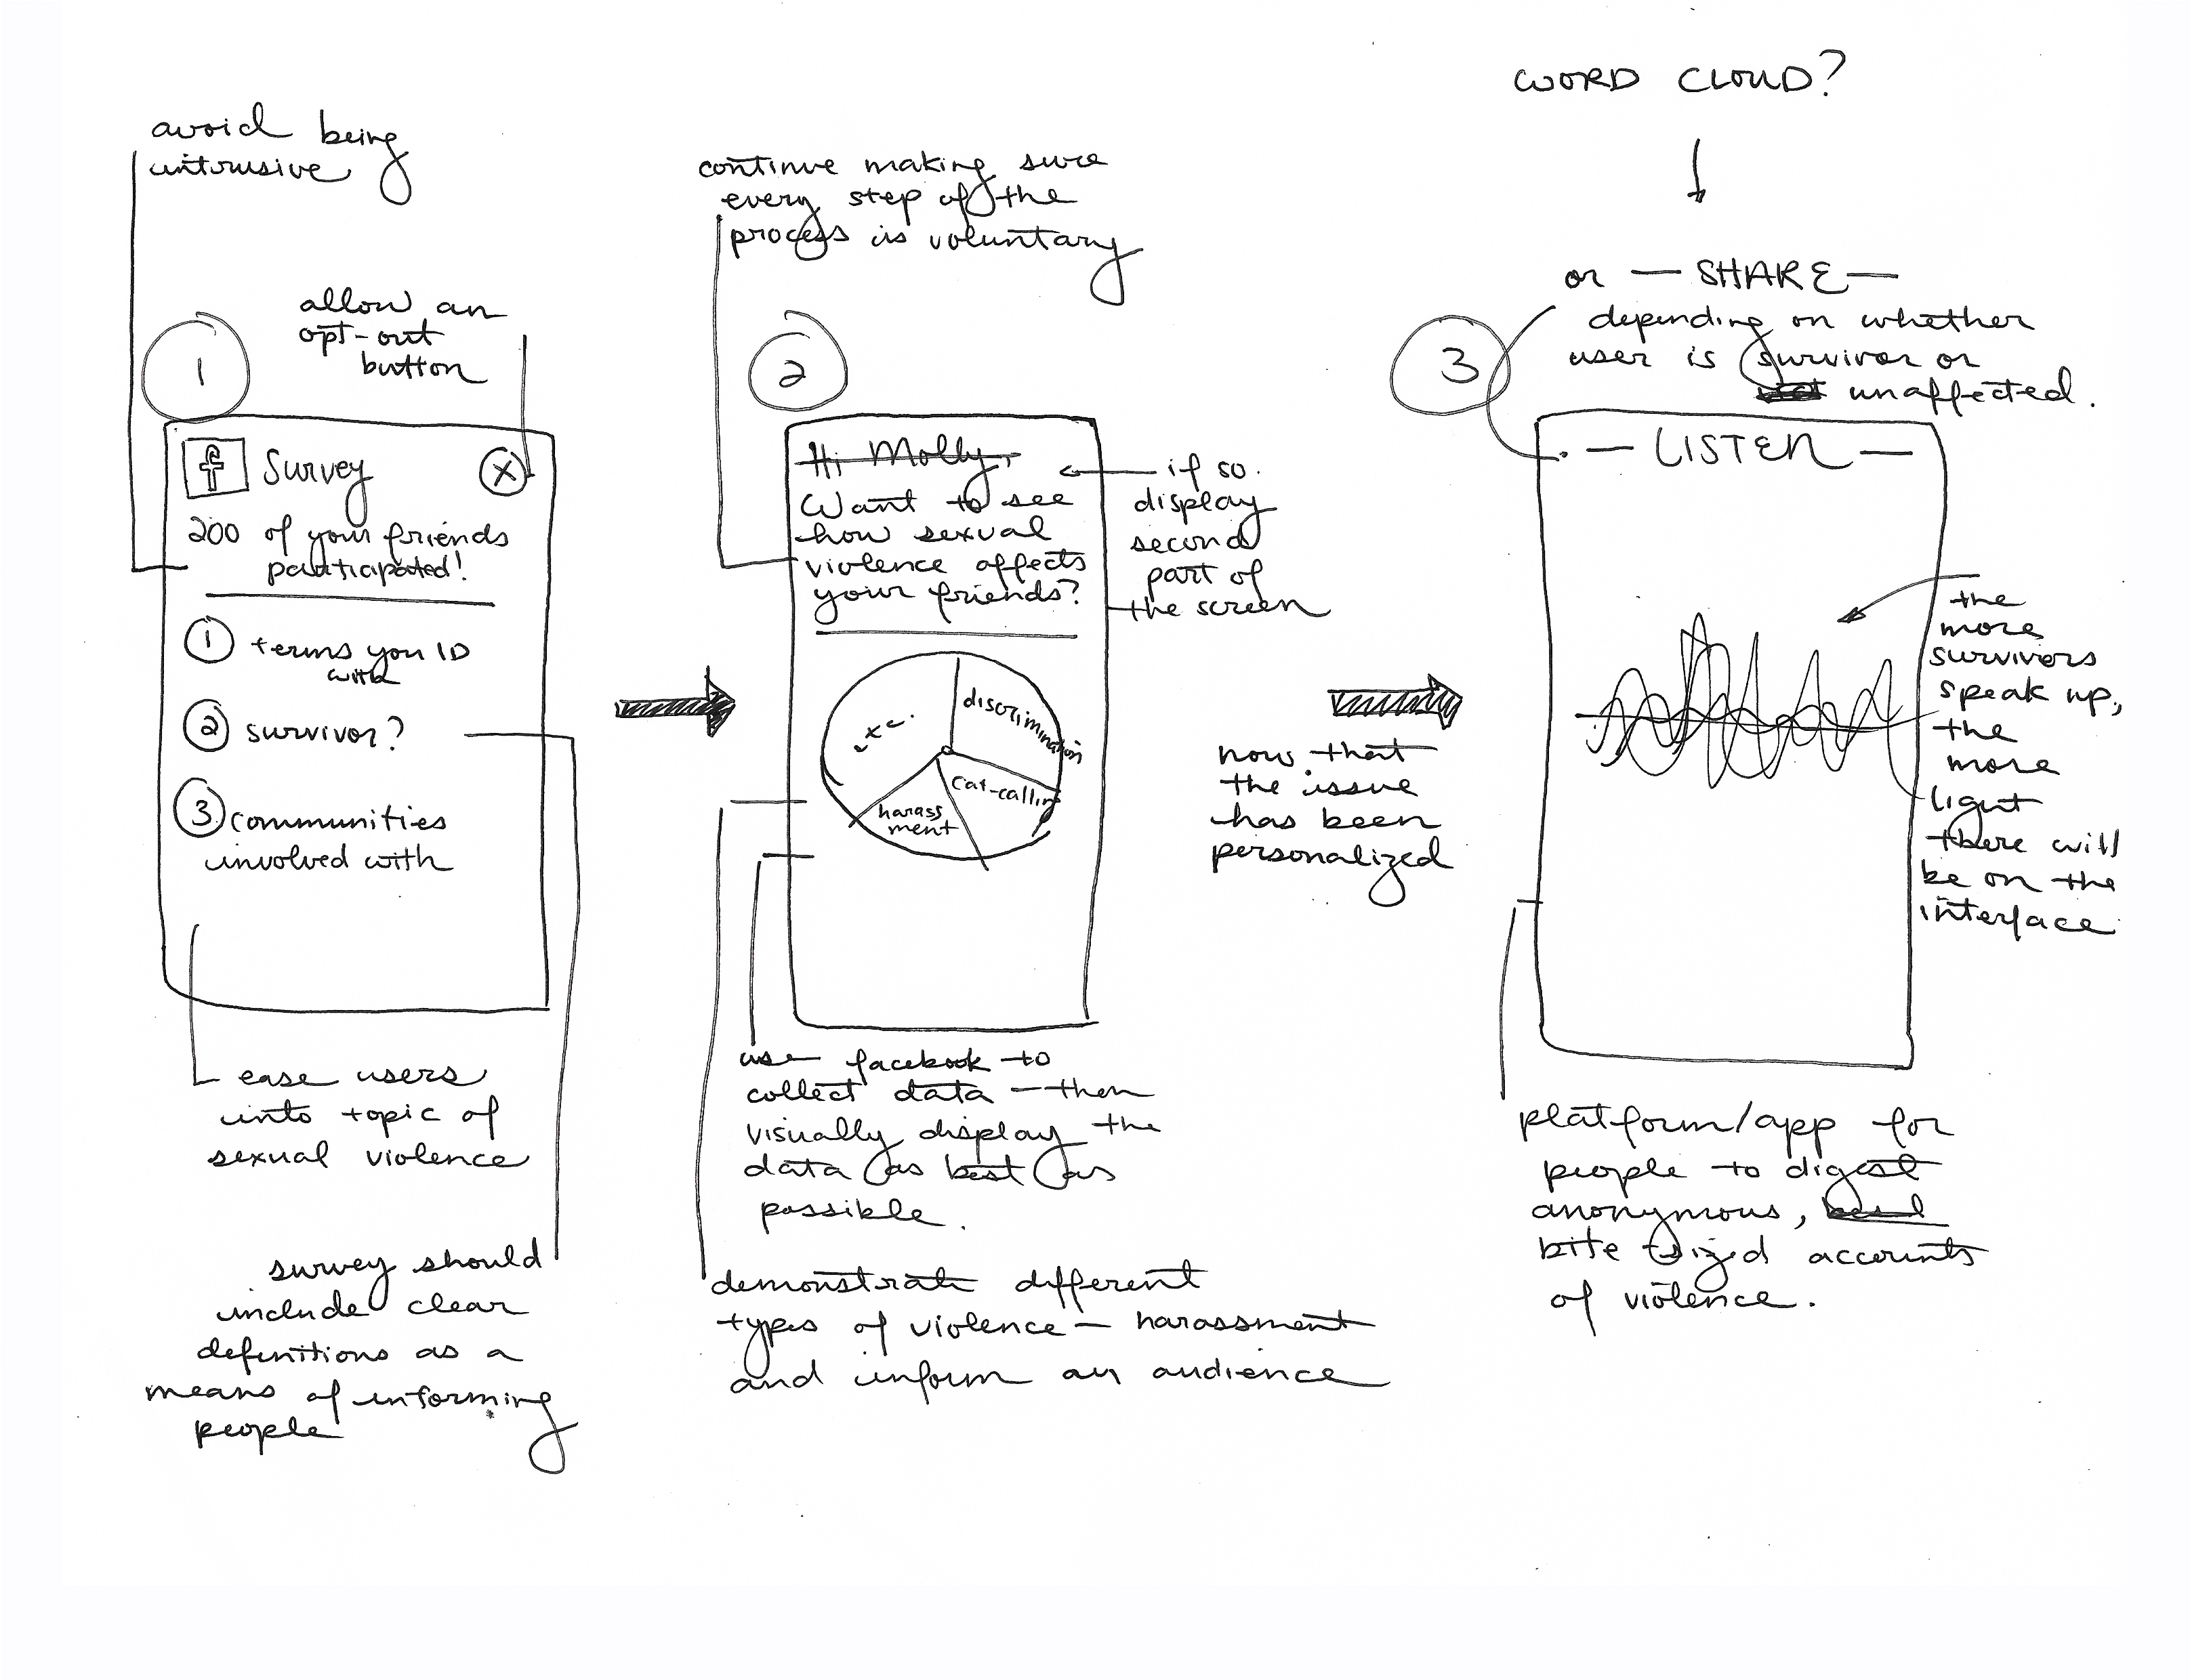 avoid being
intrusive
allow an
opt-out
button
1
f Survey X
200 of your friends
participated!
1 terms you ID
with
2 survivor?
3 communities
involved with
ease users
into topic of
sexual violence
survey should
include clear
definitions as a
means of informing
people
continue making sure
every step of the
process is voluntary
2
Hi Molly,
Want to see
how sexual
violence affects
your friends?
if so
display
second
part of
the screen
etc.
discrimination
cat-calling
harass
ment
use facebook to
collect data — then
visually display the
data as best as
possible.
demonstrate different
types of violence — harassment
and inform an audience
now that
the issue
has been
personalized
WORD CLOUD?
or — SHARE —
depending on whether
user is survivor or
unaffected.
3
— LISTEN —
the
more
survivors
speak up,
the
more
light
there will
be on the
interface
platform/app for
people to digest
anonymous,
bite sized accounts
of violence.